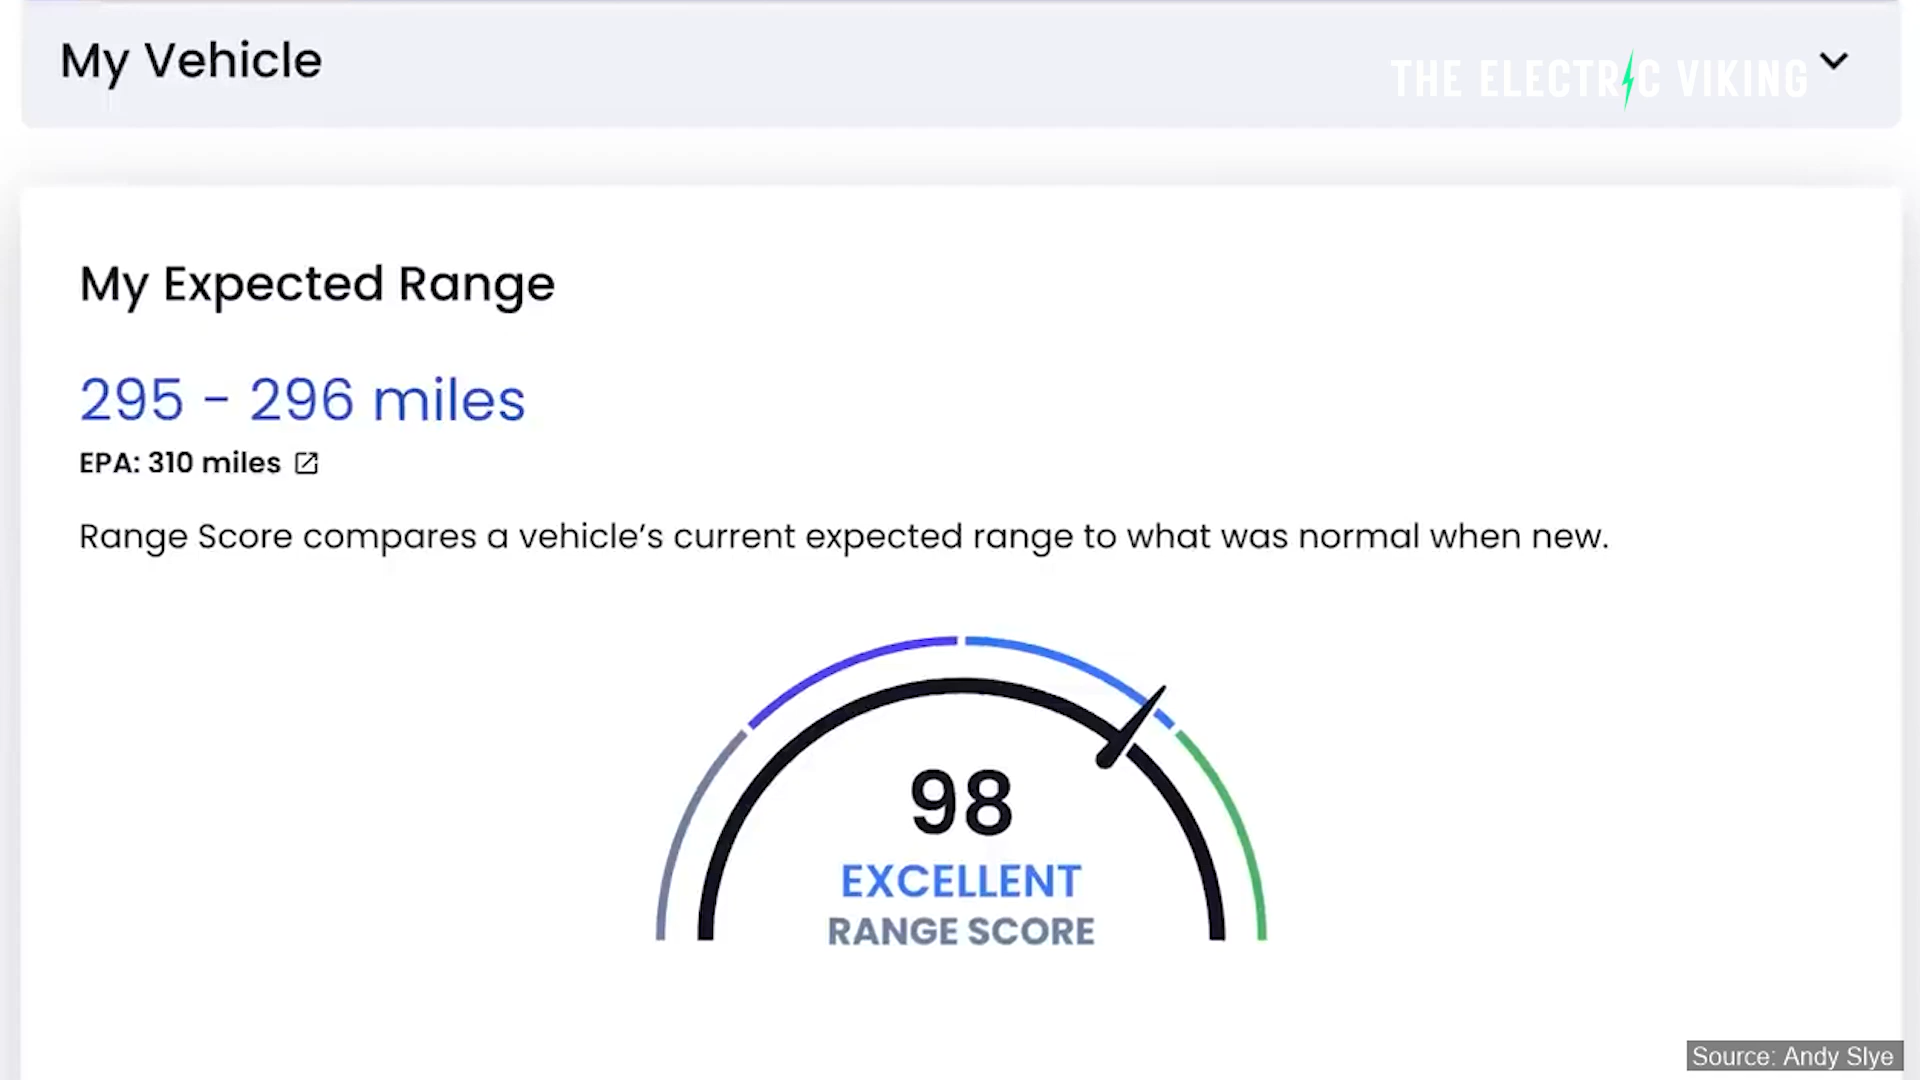 My Vehicle
THE ELECTRIC VIKING
My Expected Range
295 - 296 miles
EPA: 310 miles
Range Score compares a vehicle’s current expected range to what was normal when new.
98
EXCELLENT
RANGE SCORE
Source: Andy Slye